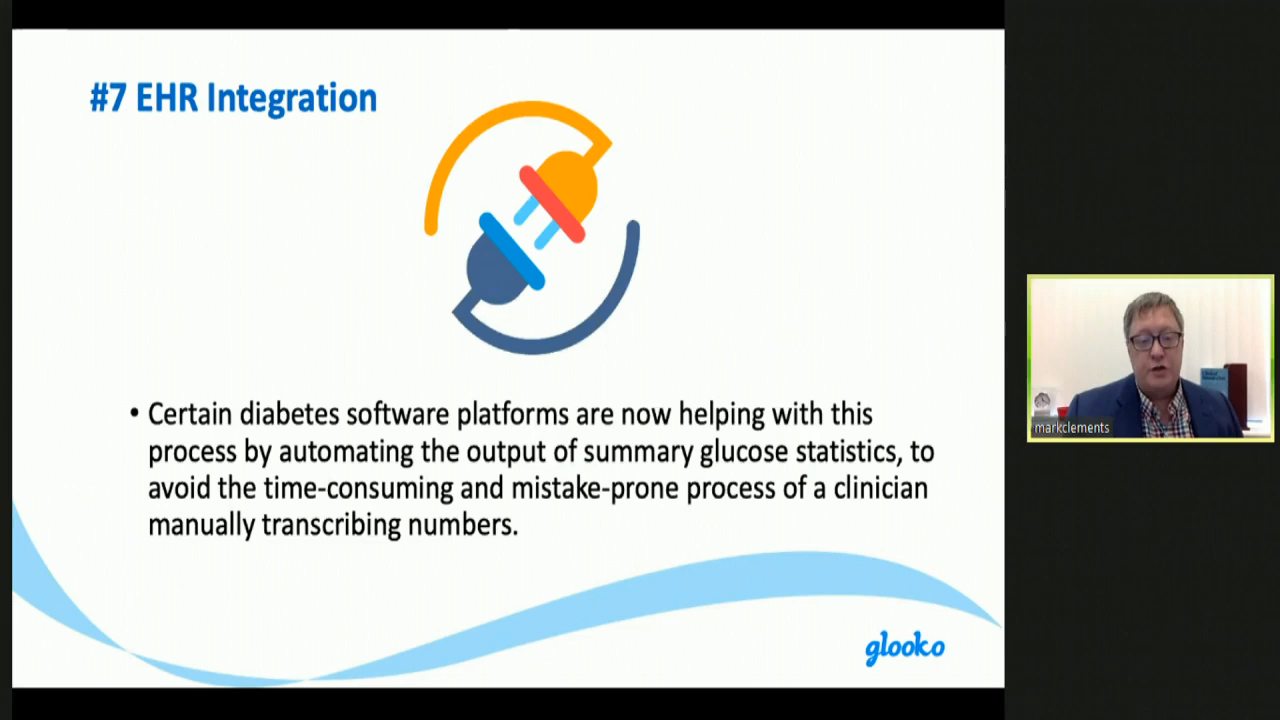 #7 EHR Integration
• Certain diabetes software platforms are now helping with this
process by automating the output of summary glucose statistics, to
avoid the time-consuming and mistake-prone process of a clinician
manually transcribing numbers.
glooko
markclements